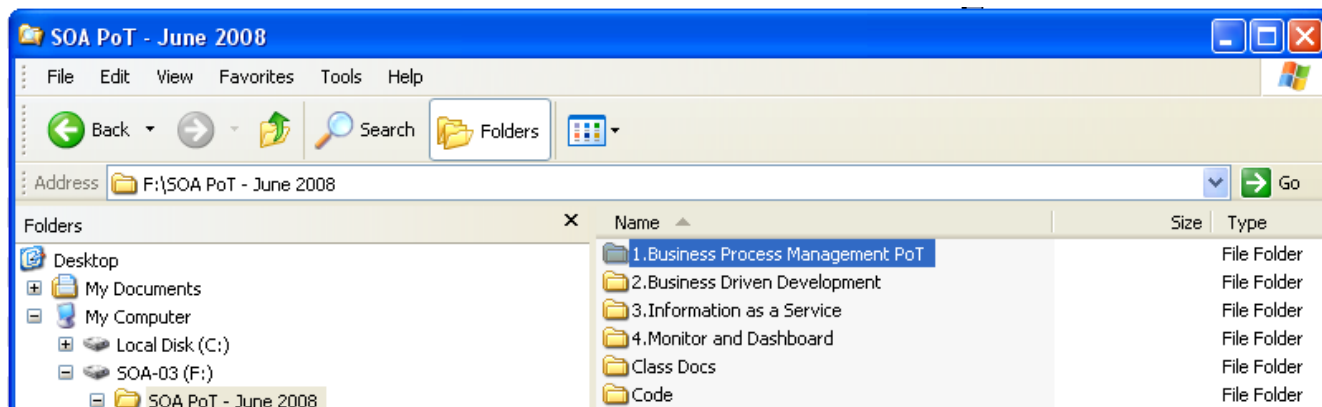 SOA PoT - June 2008
File Edit View Favorites Tools Help
Back Search Folders
Address F:\SOA PoT - June 2008 Go
Folders Name Size Type
Desktop 1.Business Process Management PoT File Folder
My Documents 2.Business Driven Development File Folder
My Computer 3.Information as a Service File Folder
Local Disk (C:) 4.Monitor and Dashboard File Folder
SOA-03 (F:) Class Docs File Folder
SOA PoT - June 2008 Code File Folder